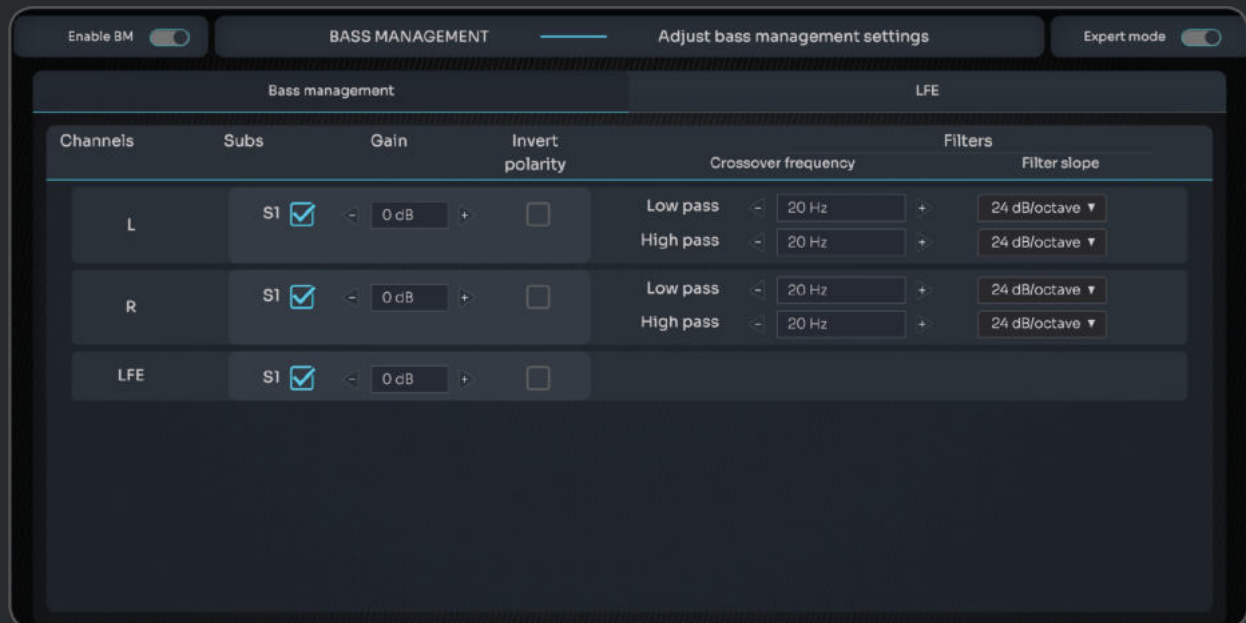 Enable BM
BASS MANAGEMENT
Adjust bass management settings
Expert mode
Bass management
LFE
Channels
Subs
Gain
Invert
polarity
Filters
Crossover frequency
Filter slope
L
S1
- 0 dB +
Low pass - 20 Hz + 24 dB/octave ▼
High pass - 20 Hz + 24 dB/octave ▼
R
S1
- 0 dB +
Low pass - 20 Hz + 24 dB/octave ▼
High pass - 20 Hz + 24 dB/octave ▼
LFE
S1
- 0 dB +